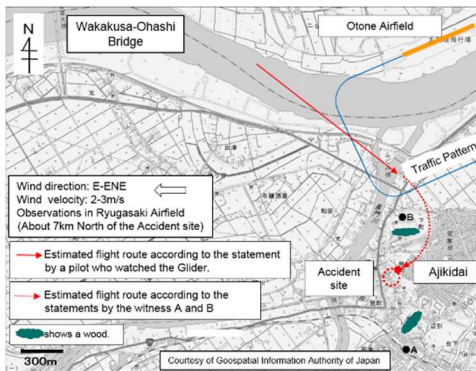 N
Wakakusa-Ohashi
Bridge
Otone Airfield
Traffic Pattern
Wind direction: E-ENE
Wind velocity: 2-3m/s
Observations in Ryugasaki Airfield
(About 7km North of the Accident site)
Estimated flight route according to the statement
by a pilot who watched the Glider.
Estimated flight route according to the
statements by the witness A and B
shows a wood.
300m
B
Accident
site
Ajikidai
A
Courtesy of Geospatial Information Authority of Japan